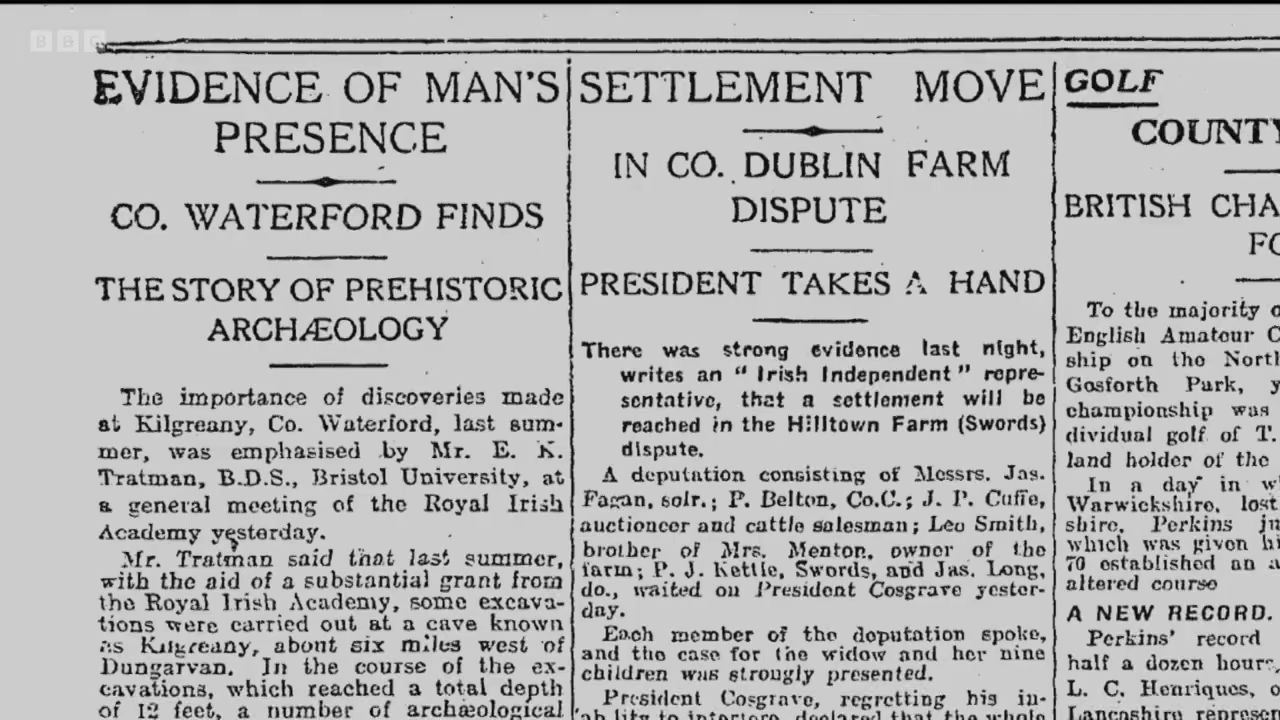 BBC
EVIDENCE OF MAN'S
PRESENCE
CO. WATERFORD FINDS
THE STORY OF PREHISTORIC
ARCHÆOLOGY
The importance of discoveries made
at Kilgreany, Co. Waterford, last sum-
mer, was emphasised by Mr. E. K.
Tratman, B.D.S., Bristol University, at
a general meeting of the Royal Irish
Academy yesterday.
Mr. Tratman said that last summer,
with the aid of a substantial grant from
the Royal Irish Academy, some excava-
tions were carried out at a cave known
as Kilgreany, about six miles west of
Dungarvan. In the course of the ex-
cavations, which reached a total depth
of 12 feet, a number of archæological
SETTLEMENT MOVE
IN CO. DUBLIN FARM
DISPUTE
PRESIDENT TAKES A HAND
There was strong evidence last night,
writes an "Irish Independent" repre-
sentative, that a settlement will be
reached in the Hilltown Farm (Swords)
dispute.
A deputation consisting of Messrs. Jas.
Fagan, solr.; P. Belton, Co.C.; J. P. Cuffe,
auctioneer and cattle salesman; Leo Smith,
brother of Mrs. Menton, owner of the
farm; P. J. Kettle, Swords, and Jas. Long,
do., waited on President Cosgrave yester-
day.
Each member of the deputation spoke,
and the case for the widow and her nine
children was strongly presented.
President Cosgrave, regretting his in-
ability to interfere, declared that the whole
GOLF
COUNTY
BRITISH CHA
FO
To the majority o
English Amateur C
ship on the North
Gosforth Park, y
championship was
dividual golf of T.
land holder of the
In a day in wh
Warwickshire, lost
shire, Perkins ju
which was given hi
70 established an a
altered course
A NEW RECORD.
Perkins' record
half a dozen hours
L. C. Henriques, o
Lancashire represen